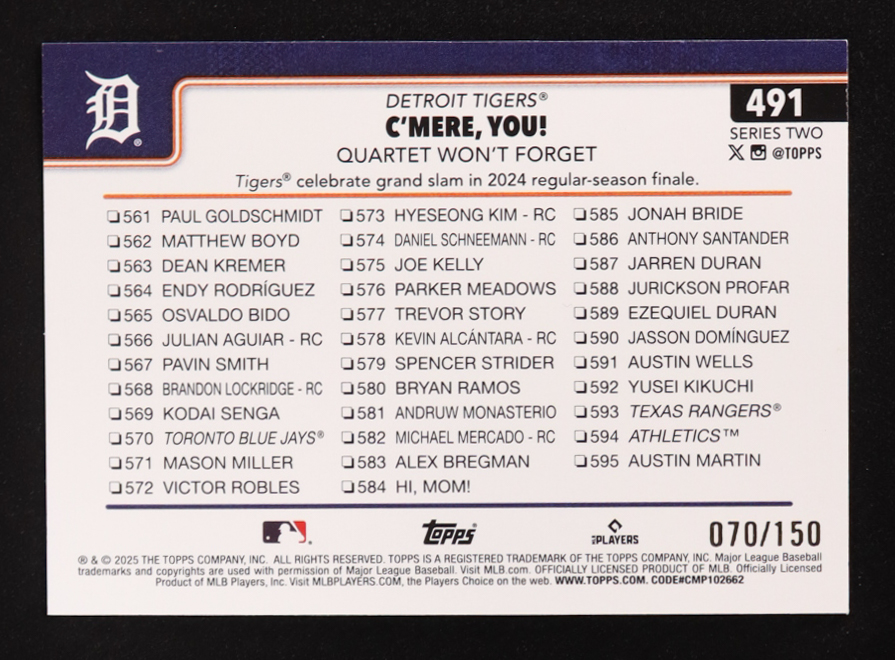 D®
DETROIT TIGERS®
C'MERE, YOU!
QUARTET WON'T FORGET
Tigers® celebrate grand slam in 2024 regular-season finale.
491
SERIES TWO
X @TOPPS
561 PAUL GOLDSCHMIDT 573 HYESEONG KIM - RC 585 JONAH BRIDE
562 MATTHEW BOYD 574 DANIEL SCHNEEMANN - RC 586 ANTHONY SANTANDER
563 DEAN KREMER 575 JOE KELLY 587 JARREN DURAN
564 ENDY RODRÍGUEZ 576 PARKER MEADOWS 588 JURICKSON PROFAR
565 OSVALDO BIDO 577 TREVOR STORY 589 EZEQUIEL DURAN
566 JULIAN AGUIAR - RC 578 KEVIN ALCÁNTARA - RC 590 JASSON DOMÍNGUEZ
567 PAVIN SMITH 579 SPENCER STRIDER 591 AUSTIN WELLS
568 BRANDON LOCKRIDGE - RC 580 BRYAN RAMOS 592 YUSEI KIKUCHI
569 KODAI SENGA 581 ANDRUW MONASTERIO 593 TEXAS RANGERS®
570 TORONTO BLUE JAYS® 582 MICHAEL MERCADO - RC 594 ATHLETICS™
571 MASON MILLER 583 ALEX BREGMAN 595 AUSTIN MARTIN
572 VICTOR ROBLES 584 HI, MOM!
topps® PLAYERS 070/150
® & © 2025 THE TOPPS COMPANY, INC. ALL RIGHTS RESERVED. TOPPS IS A REGISTERED TRADEMARK OF THE TOPPS COMPANY, INC. Major League Baseball
trademarks and copyrights are used with permission of Major League Baseball. Visit MLB.com. OFFICIALLY LICENSED PRODUCT OF MLB. Officially Licensed
Product of MLB Players, Inc. Visit MLBPLAYERS.COM, the Players Choice on the web. WWW.TOPPS.COM. CODE#CMP102662